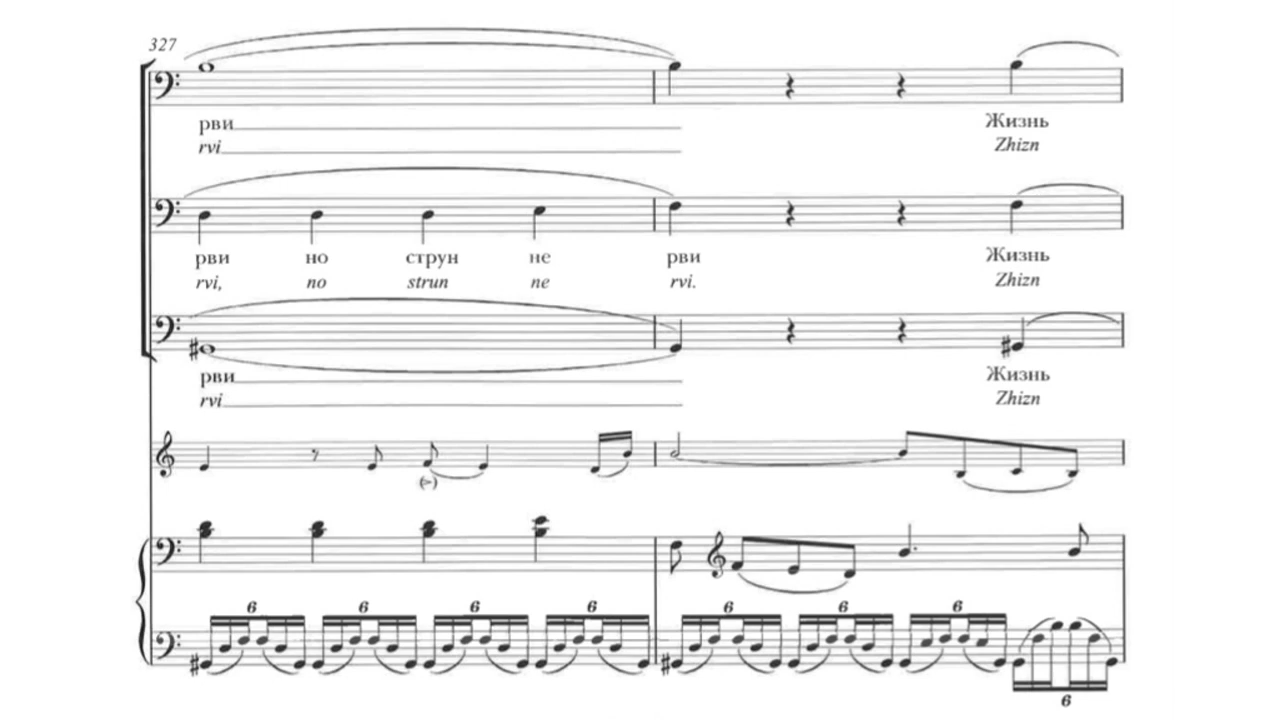 327
рви
rvi
рви но струн не рви Жизнь
rvi, no strun ne rvi. Zhizn
Жизнь
Zhizn
рви Жизнь
rvi Zhizn
(>)
6 6 6 6 6 6 6
6